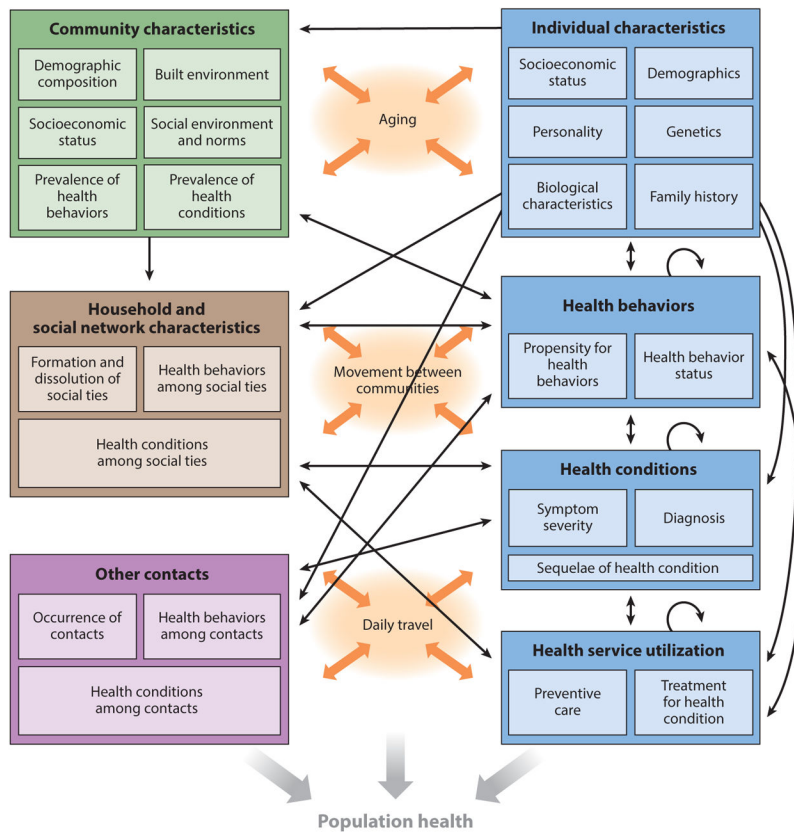 Community characteristics
Demographic
composition
Built environment
Socioeconomic
status
Social environment
and norms
Prevalence of
health
behaviors
Prevalence of
health
conditions
Household and
social network characteristics
Formation and
dissolution of
social ties
Health behaviors
among social ties
Health conditions
among social ties
Other contacts
Occurrence of
contacts
Health behaviors
among contacts
Health conditions
among contacts
Aging
Movement between
communities
Daily travel
Individual characteristics
Socioeconomic
status
Demographics
Personality
Genetics
Biological
characteristics
Family history
Health behaviors
Propensity for
health
behaviors
Health behavior
status
Health conditions
Symptom
severity
Diagnosis
Sequelae of health condition
Health service utilization
Preventive
care
Treatment
for health
condition
Population health